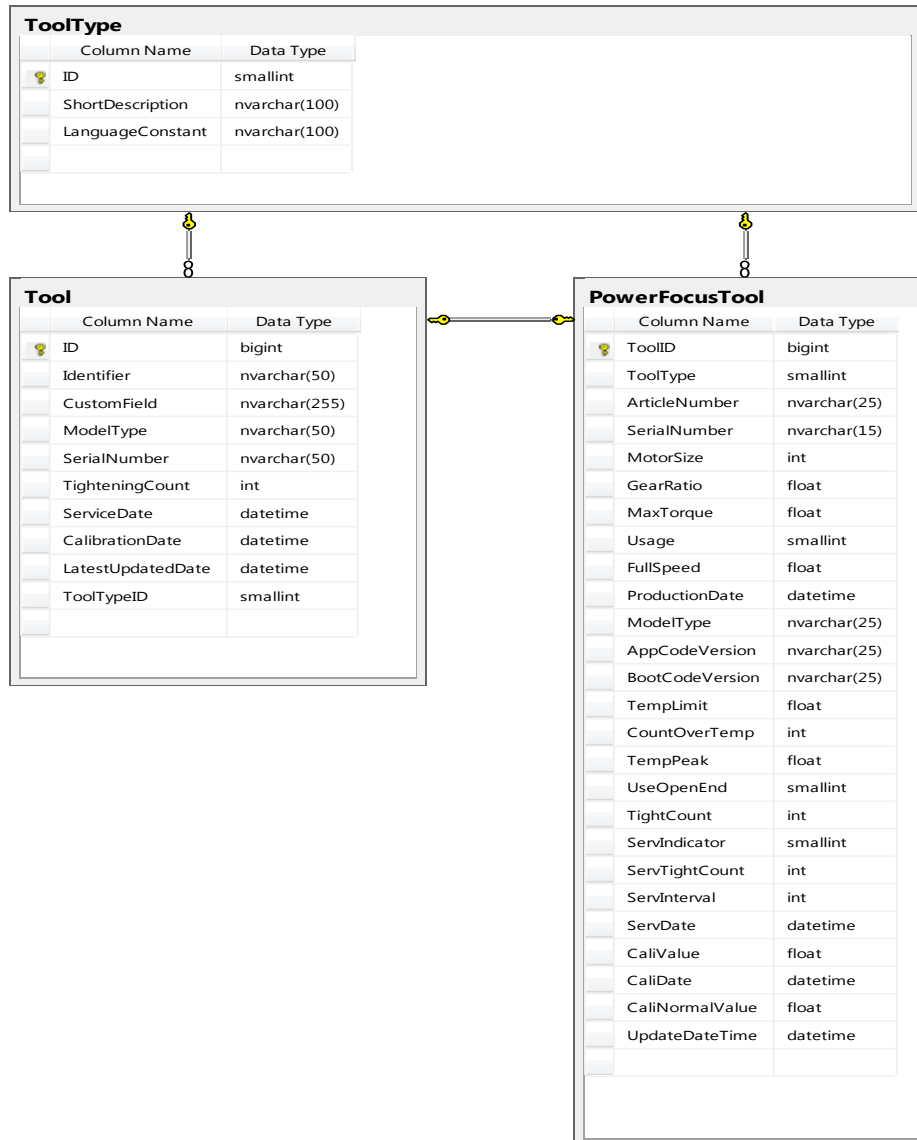 ToolType
Column Name Data Type
ID smallint
ShortDescription nvarchar(100)
LanguageConstant nvarchar(100)
Tool
Column Name Data Type
ID bigint
Identifier nvarchar(50)
CustomField nvarchar(255)
ModelType nvarchar(50)
SerialNumber nvarchar(50)
TighteningCount int
ServiceDate datetime
CalibrationDate datetime
LatestUpdatedDate datetime
ToolTypeID smallint
PowerFocusTool
Column Name Data Type
ToolID bigint
ToolType smallint
ArticleNumber nvarchar(25)
SerialNumber nvarchar(15)
MotorSize int
GearRatio float
MaxTorque float
Usage smallint
FullSpeed float
ProductionDate datetime
ModelType nvarchar(25)
AppCodeVersion nvarchar(25)
BootCodeVersion nvarchar(25)
TempLimit float
CountOverTemp int
TempPeak float
UseOpenEnd smallint
TightCount int
ServIndicator smallint
ServTightCount int
ServInterval int
ServDate datetime
CaliValue float
CaliDate datetime
CaliNormalValue float
UpdateDateTime datetime